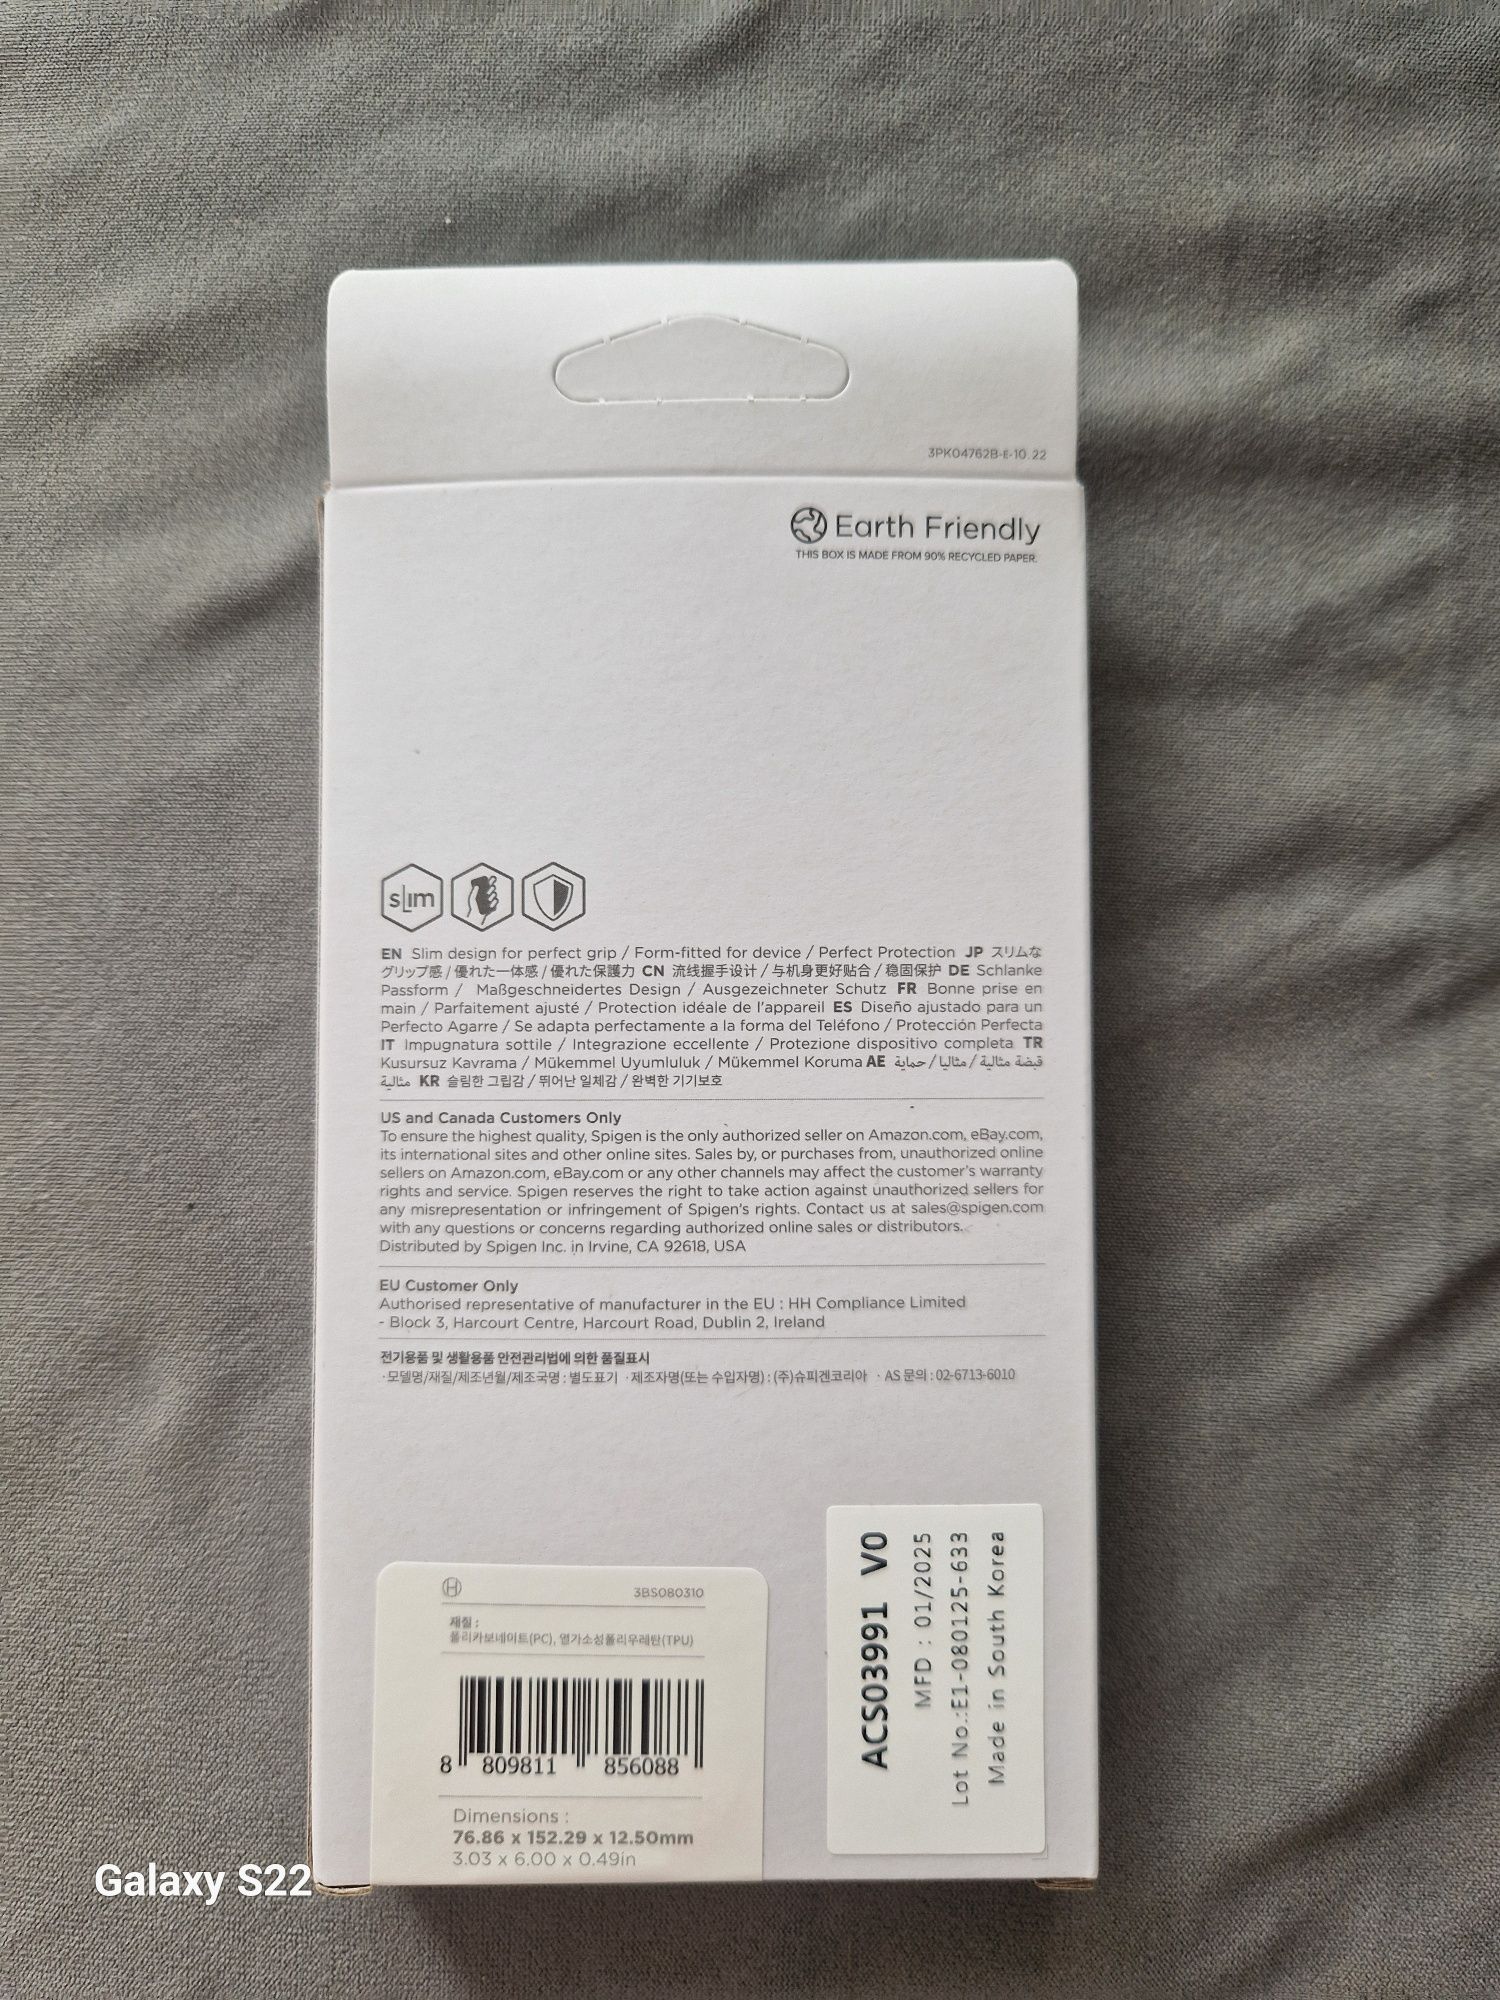 3PK04762B-E-10.22
Earth Friendly
THIS BOX IS MADE FROM 90% RECYCLED PAPER.
sLim
EN Slim design for perfect grip / Form-fitted for device / Perfect Protection JP スリムな
グリップ感 / 優れた一体感 / 優れた保護力 CN 流线握手设计 / 与机身更好贴合 / 稳固保护 DE Schlanke
Passform / Maßgeschneidertes Design / Ausgezeichneter Schutz FR Bonne prise en
main / Parfaitement ajusté / Protection idéale de l'appareil ES Diseño ajustado para un
Perfecto Agarre / Se adapta perfectamente a la forma del Teléfono / Protección Perfecta
IT Impugnatura sottile / Integrazione eccellente / Protezione dispositivo completa TR
Kusursuz Kavrama / Mükemmel Uyumluluk / Mükemmel Koruma AE قبضة مثالية / مثاليا / حماية
مثالية KR 슬림한 그립감 / 뛰어난 일체감 / 완벽한 기기보호
US and Canada Customers Only
To ensure the highest quality, Spigen is the only authorized seller on Amazon.com, eBay.com,
its international sites and other online sites. Sales by, or purchases from, unauthorized online
sellers on Amazon.com, eBay.com or any other channels may affect the customer's warranty
rights and service. Spigen reserves the right to take action against unauthorized sellers for
any misrepresentation or infringement of Spigen's rights. Contact us at sales@spigen.com
with any questions or concerns regarding authorized online sales or distributors.
Distributed by Spigen Inc. in Irvine, CA 92618, USA
EU Customer Only
Authorised representative of manufacturer in the EU : HH Compliance Limited
- Block 3, Harcourt Centre, Harcourt Road, Dublin 2, Ireland
전기용품 및 생활용품 안전관리법에 의한 품질표시
·모델명/재질/제조년월/제조국명 : 별도표기 ·제조자명(또는 수입자명) : (주)슈피겐코리아 ·AS 문의 : 02-6713-6010
H
3BS080310
재질 :
폴리카보네이트(PC), 열가소성폴리우레탄(TPU)
8 809811 856088
Dimensions :
76.86 x 152.29 x 12.50mm
3.03 x 6.00 x 0.49in
ACS03991 V0
MFD : 01/2025
Lot No.:E1-080125-633
Made in South Korea
Galaxy S22